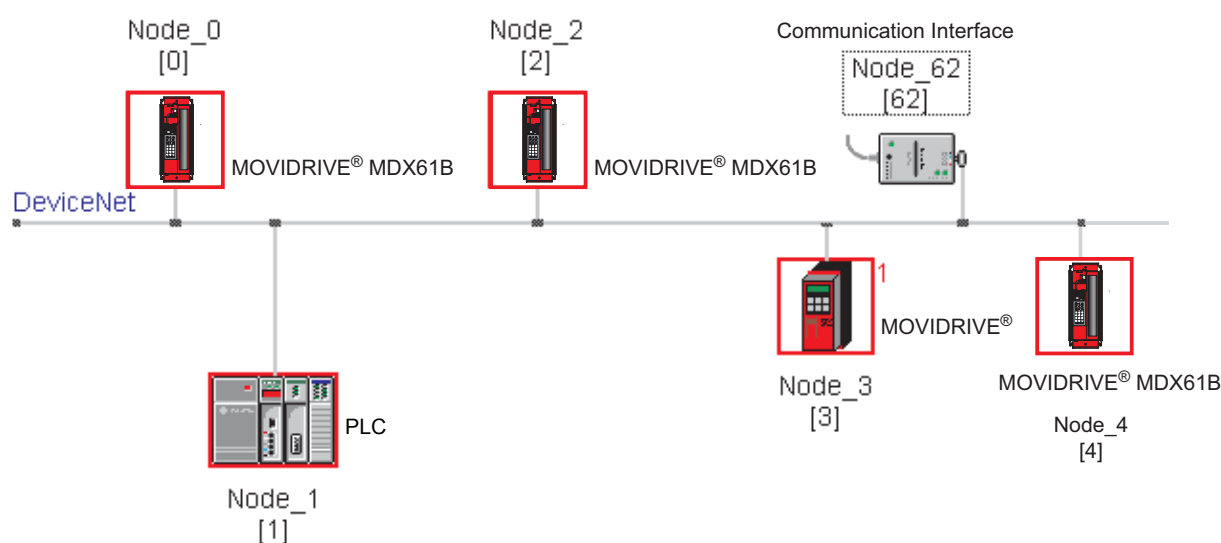 Node_0
[0]
MOVIDRIVE® MDX61B
Node_2
[2]
MOVIDRIVE® MDX61B
Communication Interface
Node_62
[62]
DeviceNet
PLC
Node_1
[1]
1
MOVIDRIVE®
Node_3
[3]
MOVIDRIVE® MDX61B
Node_4
[4]